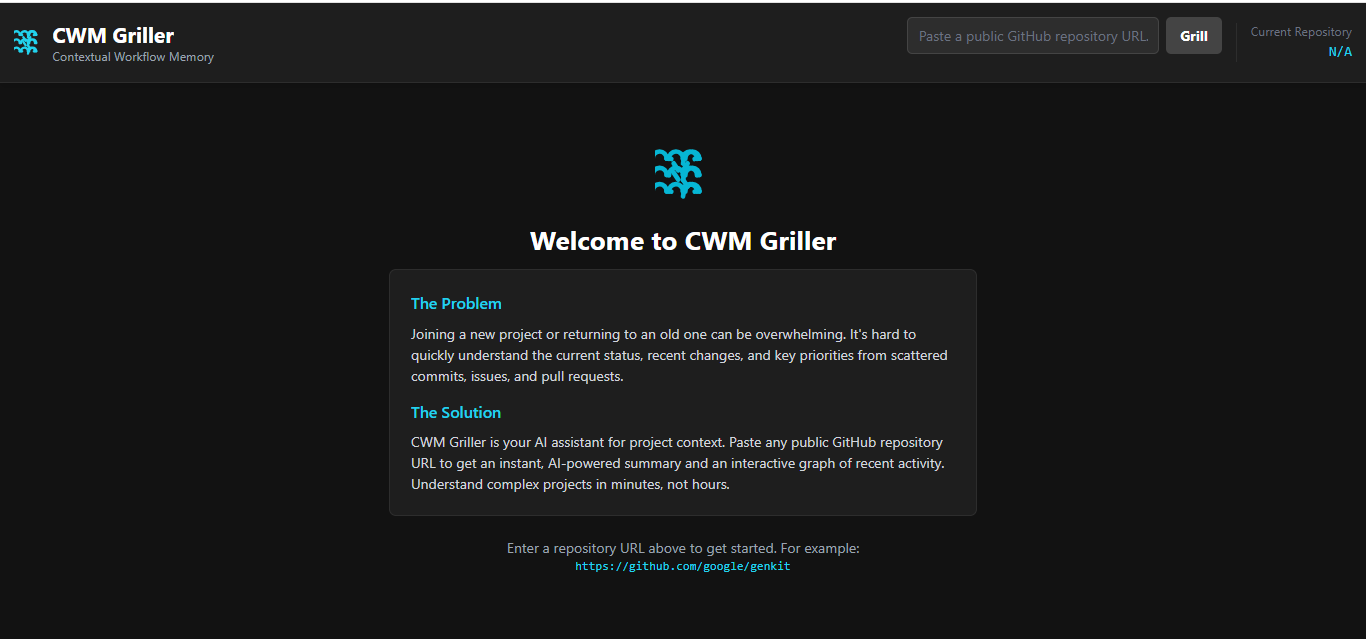 CWM Griller
Contextual Workflow Memory
Paste a public GitHub repository URL.
Grill
Current Repository
N/A
Welcome to CWM Griller
The Problem
Joining a new project or returning to an old one can be overwhelming. It's hard to
quickly understand the current status, recent changes, and key priorities from scattered
commits, issues, and pull requests.
The Solution
CWM Griller is your AI assistant for project context. Paste any public GitHub repository
URL to get an instant, AI-powered summary and an interactive graph of recent activity.
Understand complex projects in minutes, not hours.
Enter a repository URL above to get started. For example:
https://github.com/google/genkit